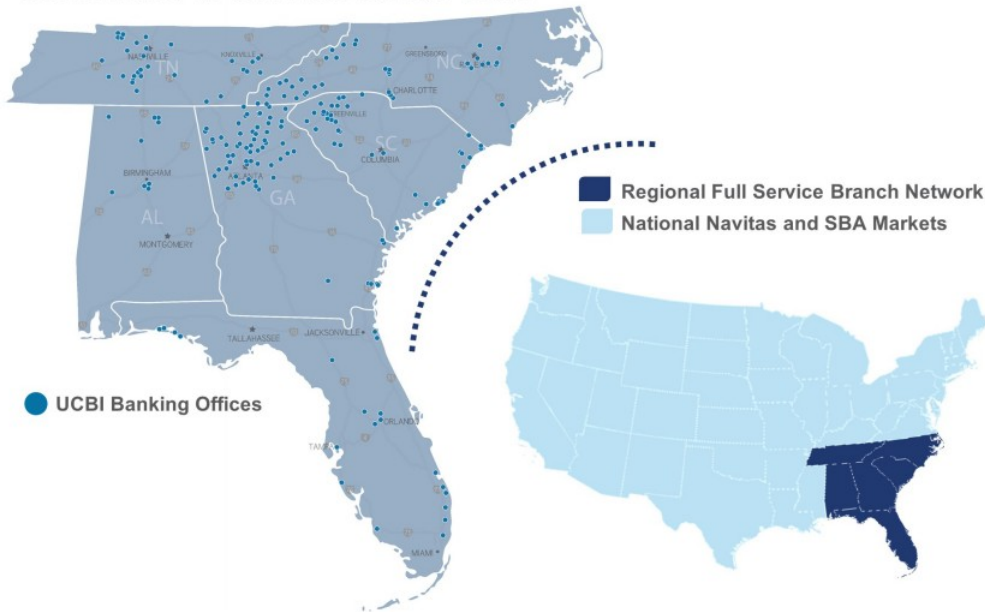 NASHVILLE
TN
KNOXVILLE
GREENSBORO
NC
CHARLOTTE
GREENVILLE
SC
COLUMBIA
ATLANTA
GA
BIRMINGHAM
AL
MONTGOMERY
TALLAHASSEE
JACKSONVILLE
ORLANDO
MIAMI
UCBI Banking Offices
Regional Full Service Branch Network
National Navitas and SBA Markets